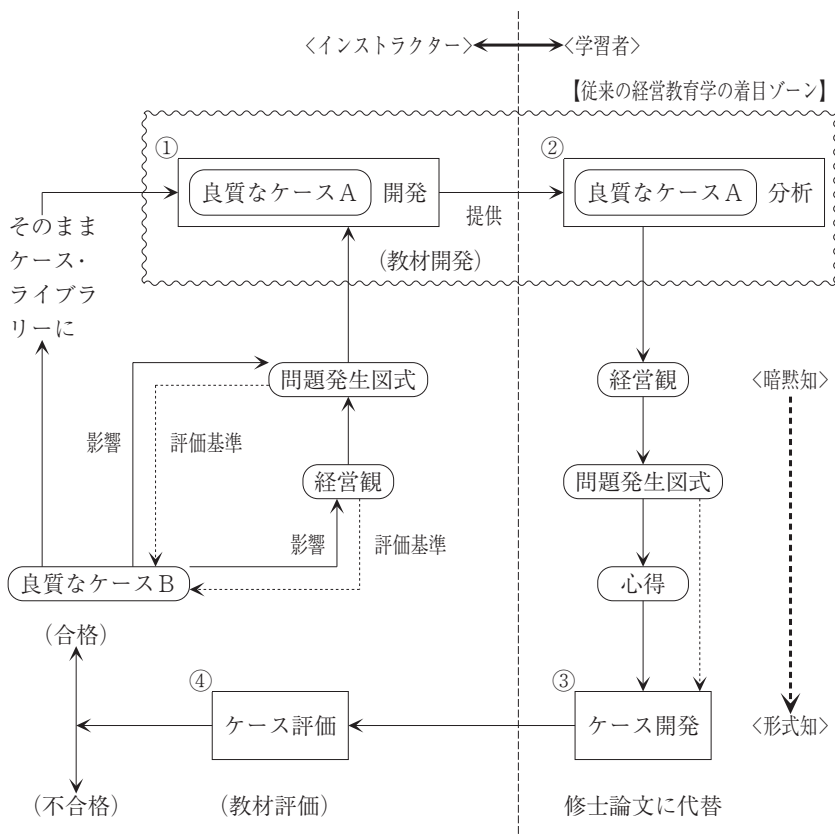 〈インストラクター〉
〈学習者〉
【従来の経営教育学の着目ゾーン】
①
良質なケースA 開発
提供
②
良質なケースA 分析
(教材開発)
そのまま
ケース・
ライブラ
リーに
問題発生図式
影響
評価基準
経営観
影響
評価基準
良質なケースB
(合格)
(不合格)
④
ケース評価
(教材評価)
経営観
問題発生図式
心得
③
ケース開発
修士論文に代替
〈暗黙知〉
〈形式知〉